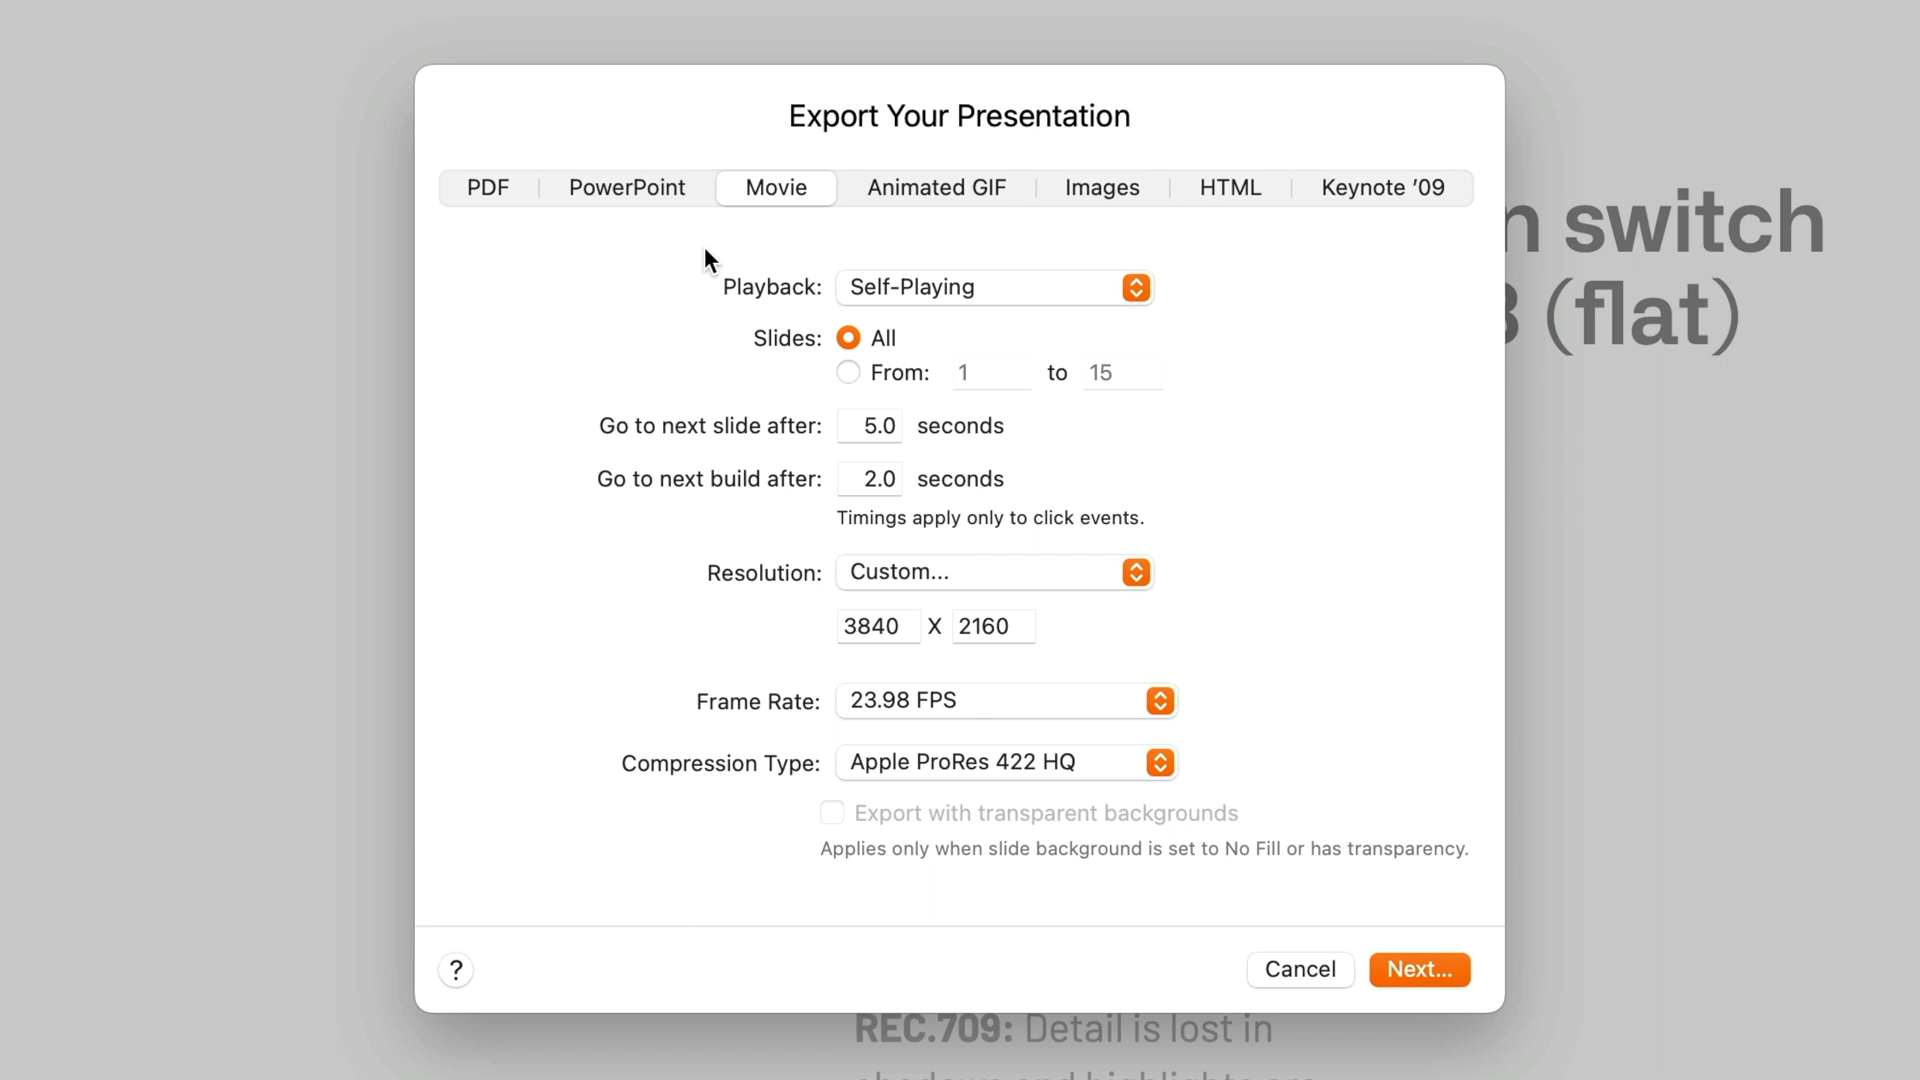 Export Your Presentation
PDF PowerPoint Movie Animated GIF Images HTML Keynote ’09
n switch
(flat)
Playback: Self-Playing
Slides: All
From: 1 to 15
Go to next slide after: 5.0 seconds
Go to next build after: 2.0 seconds
Timings apply only to click events.
Resolution: Custom...
3840 X 2160
Frame Rate: 23.98 FPS
Compression Type: Apple ProRes 422 HQ
Export with transparent backgrounds
Applies only when slide background is set to No Fill or has transparency.
? Cancel Next...
REC.709: Detail is lost in
shadows and highlights are